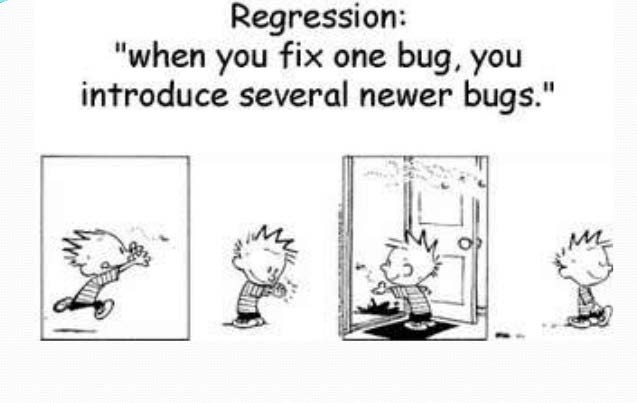 Regression:
"when you fix one bug, you
introduce several newer bugs."